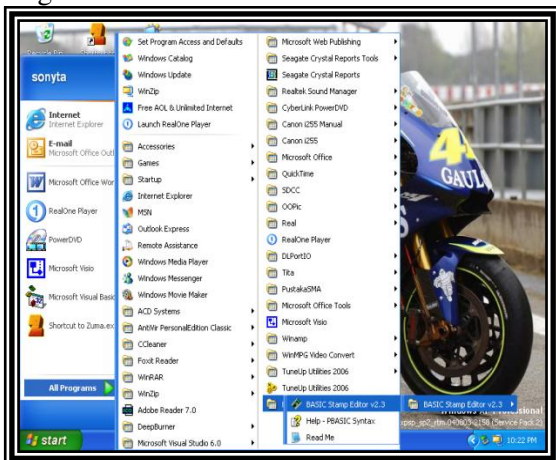 Recycle Bin
sonyta
Internet
Internet Explorer
E-mail
Microsoft Office Outl
Microsoft Office Wor
RealOne Player
PowerDVD
Microsoft Visio
Microsoft Visual Basic
Shortcut to Zuma.ex
All Programs
start
Set Program Access and Defaults
Windows Catalog
Windows Update
WinZip
Free AOL & Unlimited Internet
Launch RealOne Player
Accessories
Games
Startup
Internet Explorer
MSN
Outlook Express
Remote Assistance
Windows Media Player
Windows Messenger
Windows Movie Maker
ACD Systems
AntiVir PersonalEdition Classic
CCleaner
Foxit Reader
WinRAR
WinZip
Adobe Reader 7.0
DeepBurner
Microsoft Visual Studio 6.0
Microsoft Web Publishing
Seagate Crystal Reports Tools
Seagate Crystal Reports
Realtek Sound Manager
CyberLink PowerDVD
Canon i255 Manual
Canon i255
Microsoft Office
QuickTime
SDCC
OOPic
Real
RealOne Player
DLPortIO
Tita
PustakaSMA
Microsoft Office Tools
Microsoft Visio
Winamp
WinMPG Video Convert
TuneUp Utilities 2006
TuneUp Utilities 2006
BASIC Stamp Editor v2.3
BASIC Stamp Editor v2.3
Help - PBASIC Syntax
Read Me
46
GAUL
(Service Pack 2)
10:22 PM